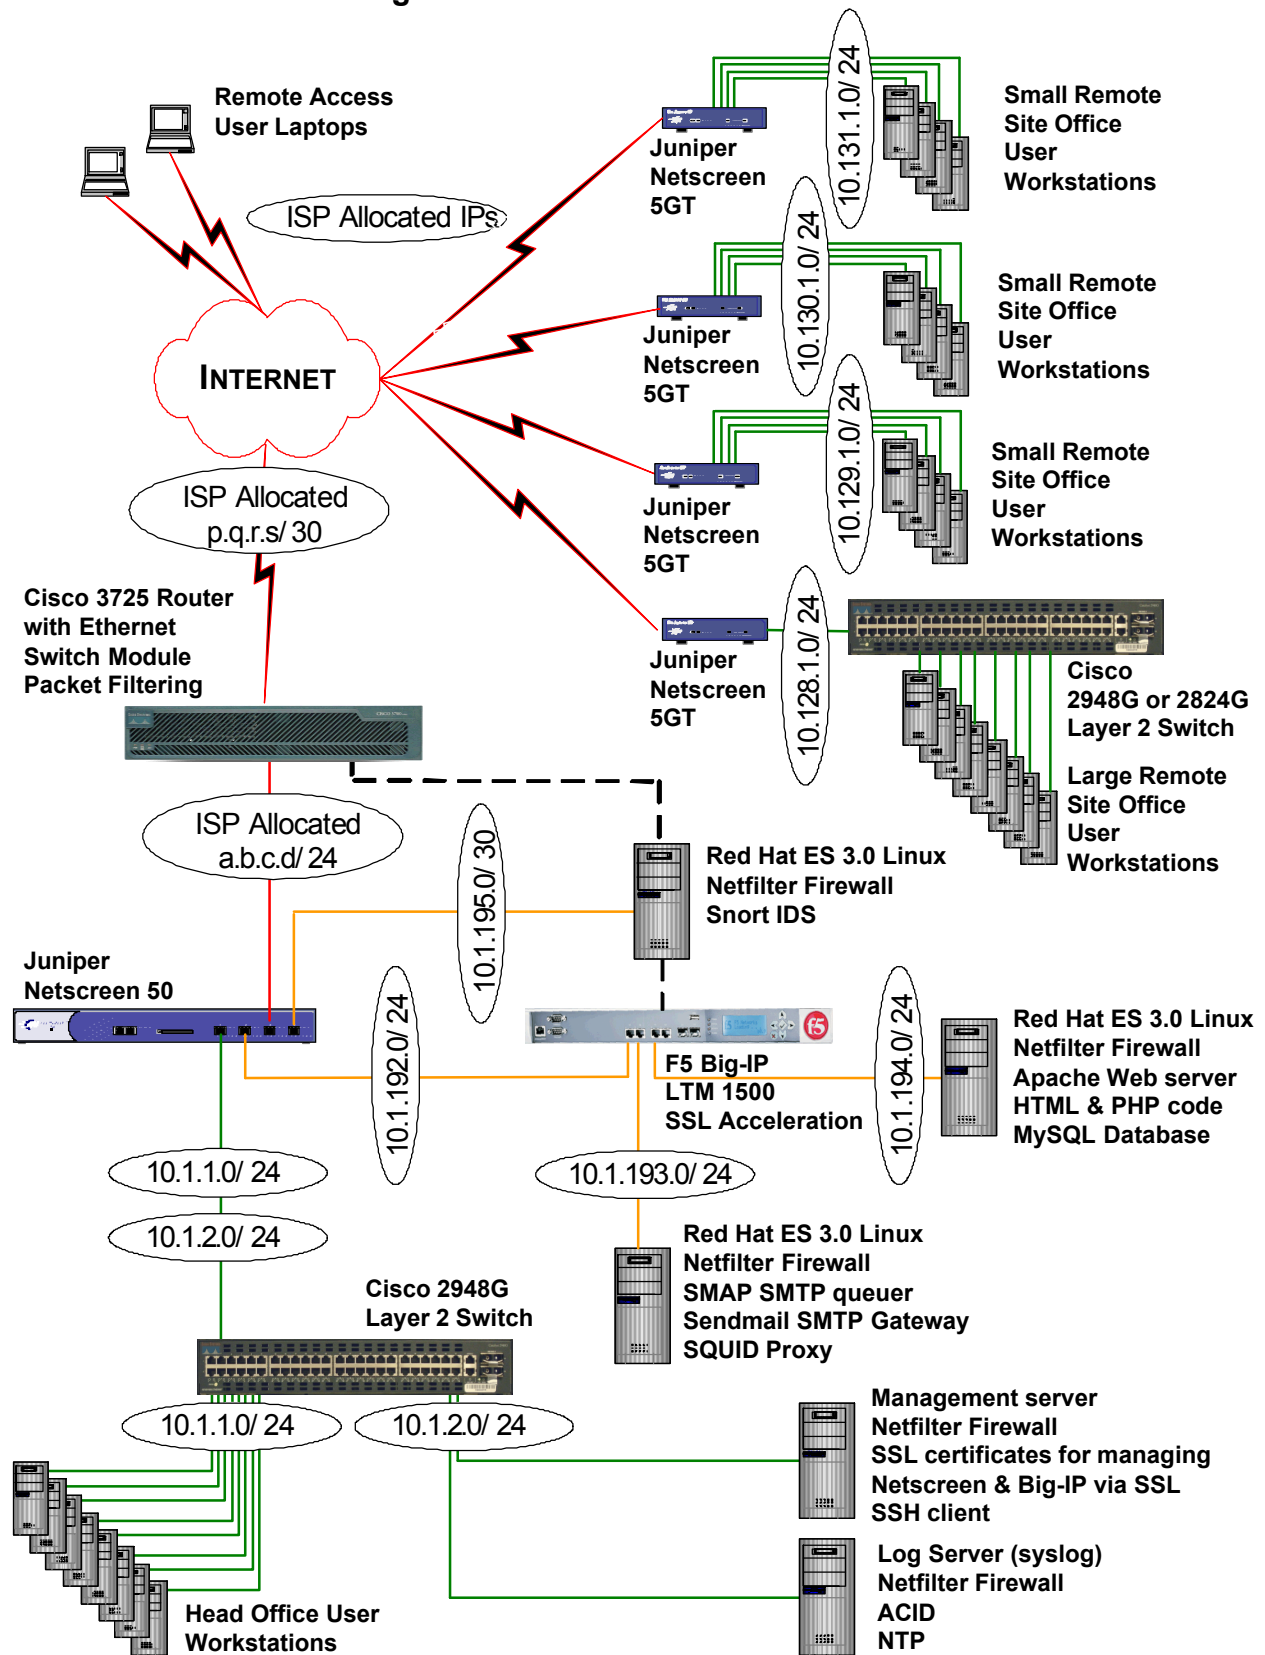 g
Remote Access
User Laptops
ISP Allocated IPs
INTERNET
ISP Allocated
p.q.r.s/ 30
Juniper
Netscreen
5GT
10.131.1.0/ 24
Small Remote
Site Office
User
Workstations
Juniper
Netscreen
5GT
10.130.1.0/ 24
Small Remote
Site Office
User
Workstations
Juniper
Netscreen
5GT
10.129.1.0/ 24
Small Remote
Site Office
User
Workstations
Juniper
Netscreen
5GT
10.128.1.0/ 24
Cisco
2948G or 2824G
Layer 2 Switch
Large Remote
Site Office
User
Workstations
Cisco 3725 Router
with Ethernet
Switch Module
Packet Filtering
ISP Allocated
a.b.c.d/ 24
10.1.195.0/ 30
Red Hat ES 3.0 Linux
Netfilter Firewall
Snort IDS
Juniper
Netscreen 50
10.1.192.0/ 24
f5
F5 Big-IP
LTM 1500
SSL Acceleration
10.1.194.0/ 24
Red Hat ES 3.0 Linux
Netfilter Firewall
Apache Web server
HTML & PHP code
MySQL Database
10.1.1.0/ 24
10.1.2.0/ 24
10.1.193.0/ 24
Red Hat ES 3.0 Linux
Netfilter Firewall
SMAP SMTP queuer
Sendmail SMTP Gateway
SQUID Proxy
Cisco 2948G
Layer 2 Switch
10.1.1.0/ 24
10.1.2.0/ 24
Management server
Netfilter Firewall
SSL certificates for managing
Netscreen & Big-IP via SSL
SSH client
Log Server (syslog)
Netfilter Firewall
ACID
NTP
Head Office User
Workstations